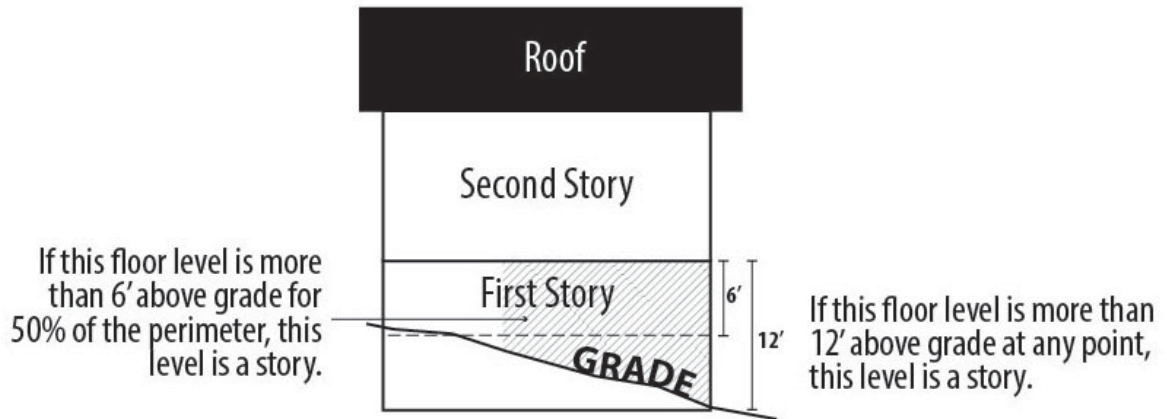 Roof
Second Story
If this floor level is more
than 6’ above grade for
50% of the perimeter, this
level is a story.
First Story
6’
12’
GRADE
If this floor level is more than
12’ above grade at any point,
this level is a story.